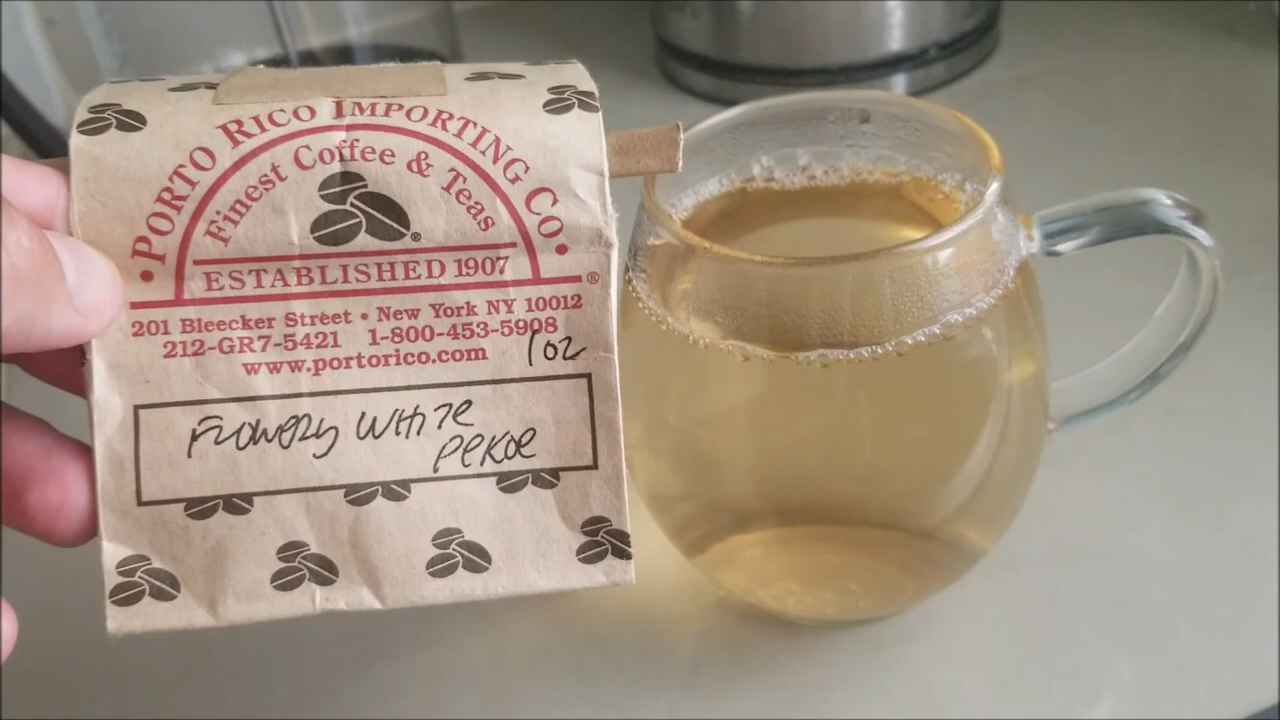 • PORTO RICO IMPORTING CO •
Finest Coffee & Teas
®
ESTABLISHED 1907
®
201 Bleecker Street • New York NY 10012
212-GR7-5421 1-800-453-5908
www.portorico.com
1oz
Flowery White
Pekoe